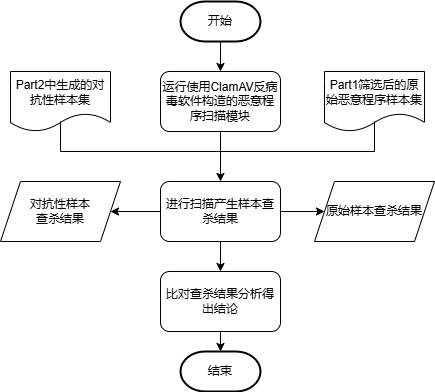 开始
Part2中生成的对
抗性样本集
运行使用ClamAV反病
毒软件构造的恶意程
序扫描模块
Part1筛选后的原
始恶意程序样本集
对抗性样本
查杀结果
进行扫描产生样本查
杀结果
原始样本查杀结果
比对查杀结果分析得
出结论
结束